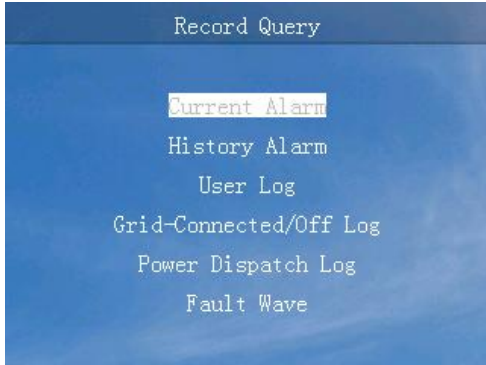 Record Query
Current Alarm
History Alarm
User Log
Grid-Connected/Off Log
Power Dispatch Log
Fault Wave